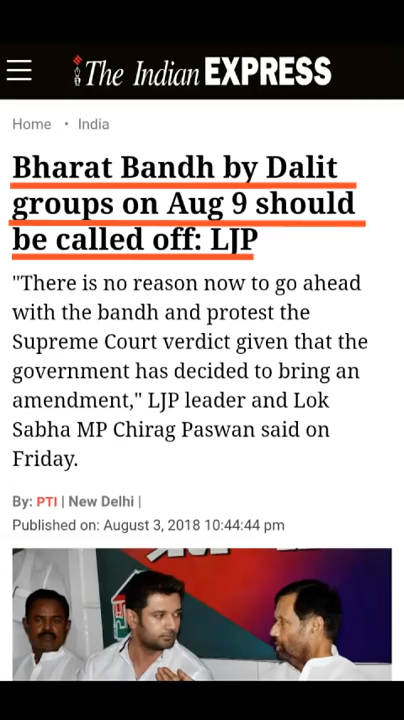 The Indian EXPRESS
Home • India
Bharat Bandh by Dalit
groups on Aug 9 should
be called off: LJP
"There is no reason now to go ahead
with the bandh and protest the
Supreme Court verdict given that the
government has decided to bring an
amendment," LJP leader and Lok
Sabha MP Chirag Paswan said on
Friday.
By: PTI | New Delhi |
Published on: August 3, 2018 10:44:44 pm